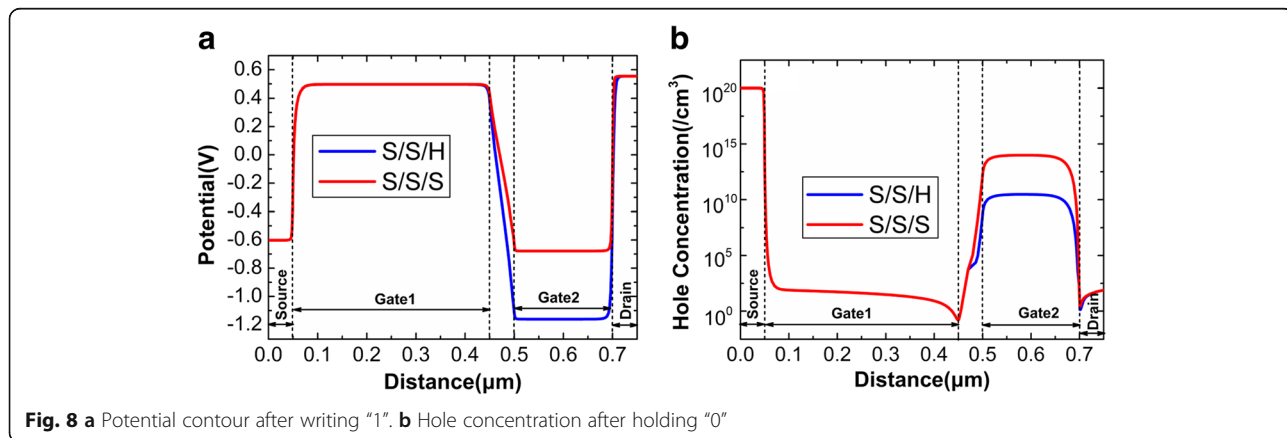 a
0.6
0.4
0.2
0.0
-0.2
-0.4
-0.6
-0.8
-1.0
-1.2
Potential(V)
S/S/H
S/S/S
Source
Gate1
Gate2
Drain
0.0 0.1 0.2 0.3 0.4 0.5 0.6 0.7
Distance(μm)
b
10^20
10^15
10^10
10^5
10^0
Hole Concentration(/cm^3)
S/S/H
S/S/S
Source
Gate1
Gate2
Drain
0.0 0.1 0.2 0.3 0.4 0.5 0.6 0.7
Distance(μm)
Fig. 8 a Potential contour after writing “1”. b Hole concentration after holding “0”